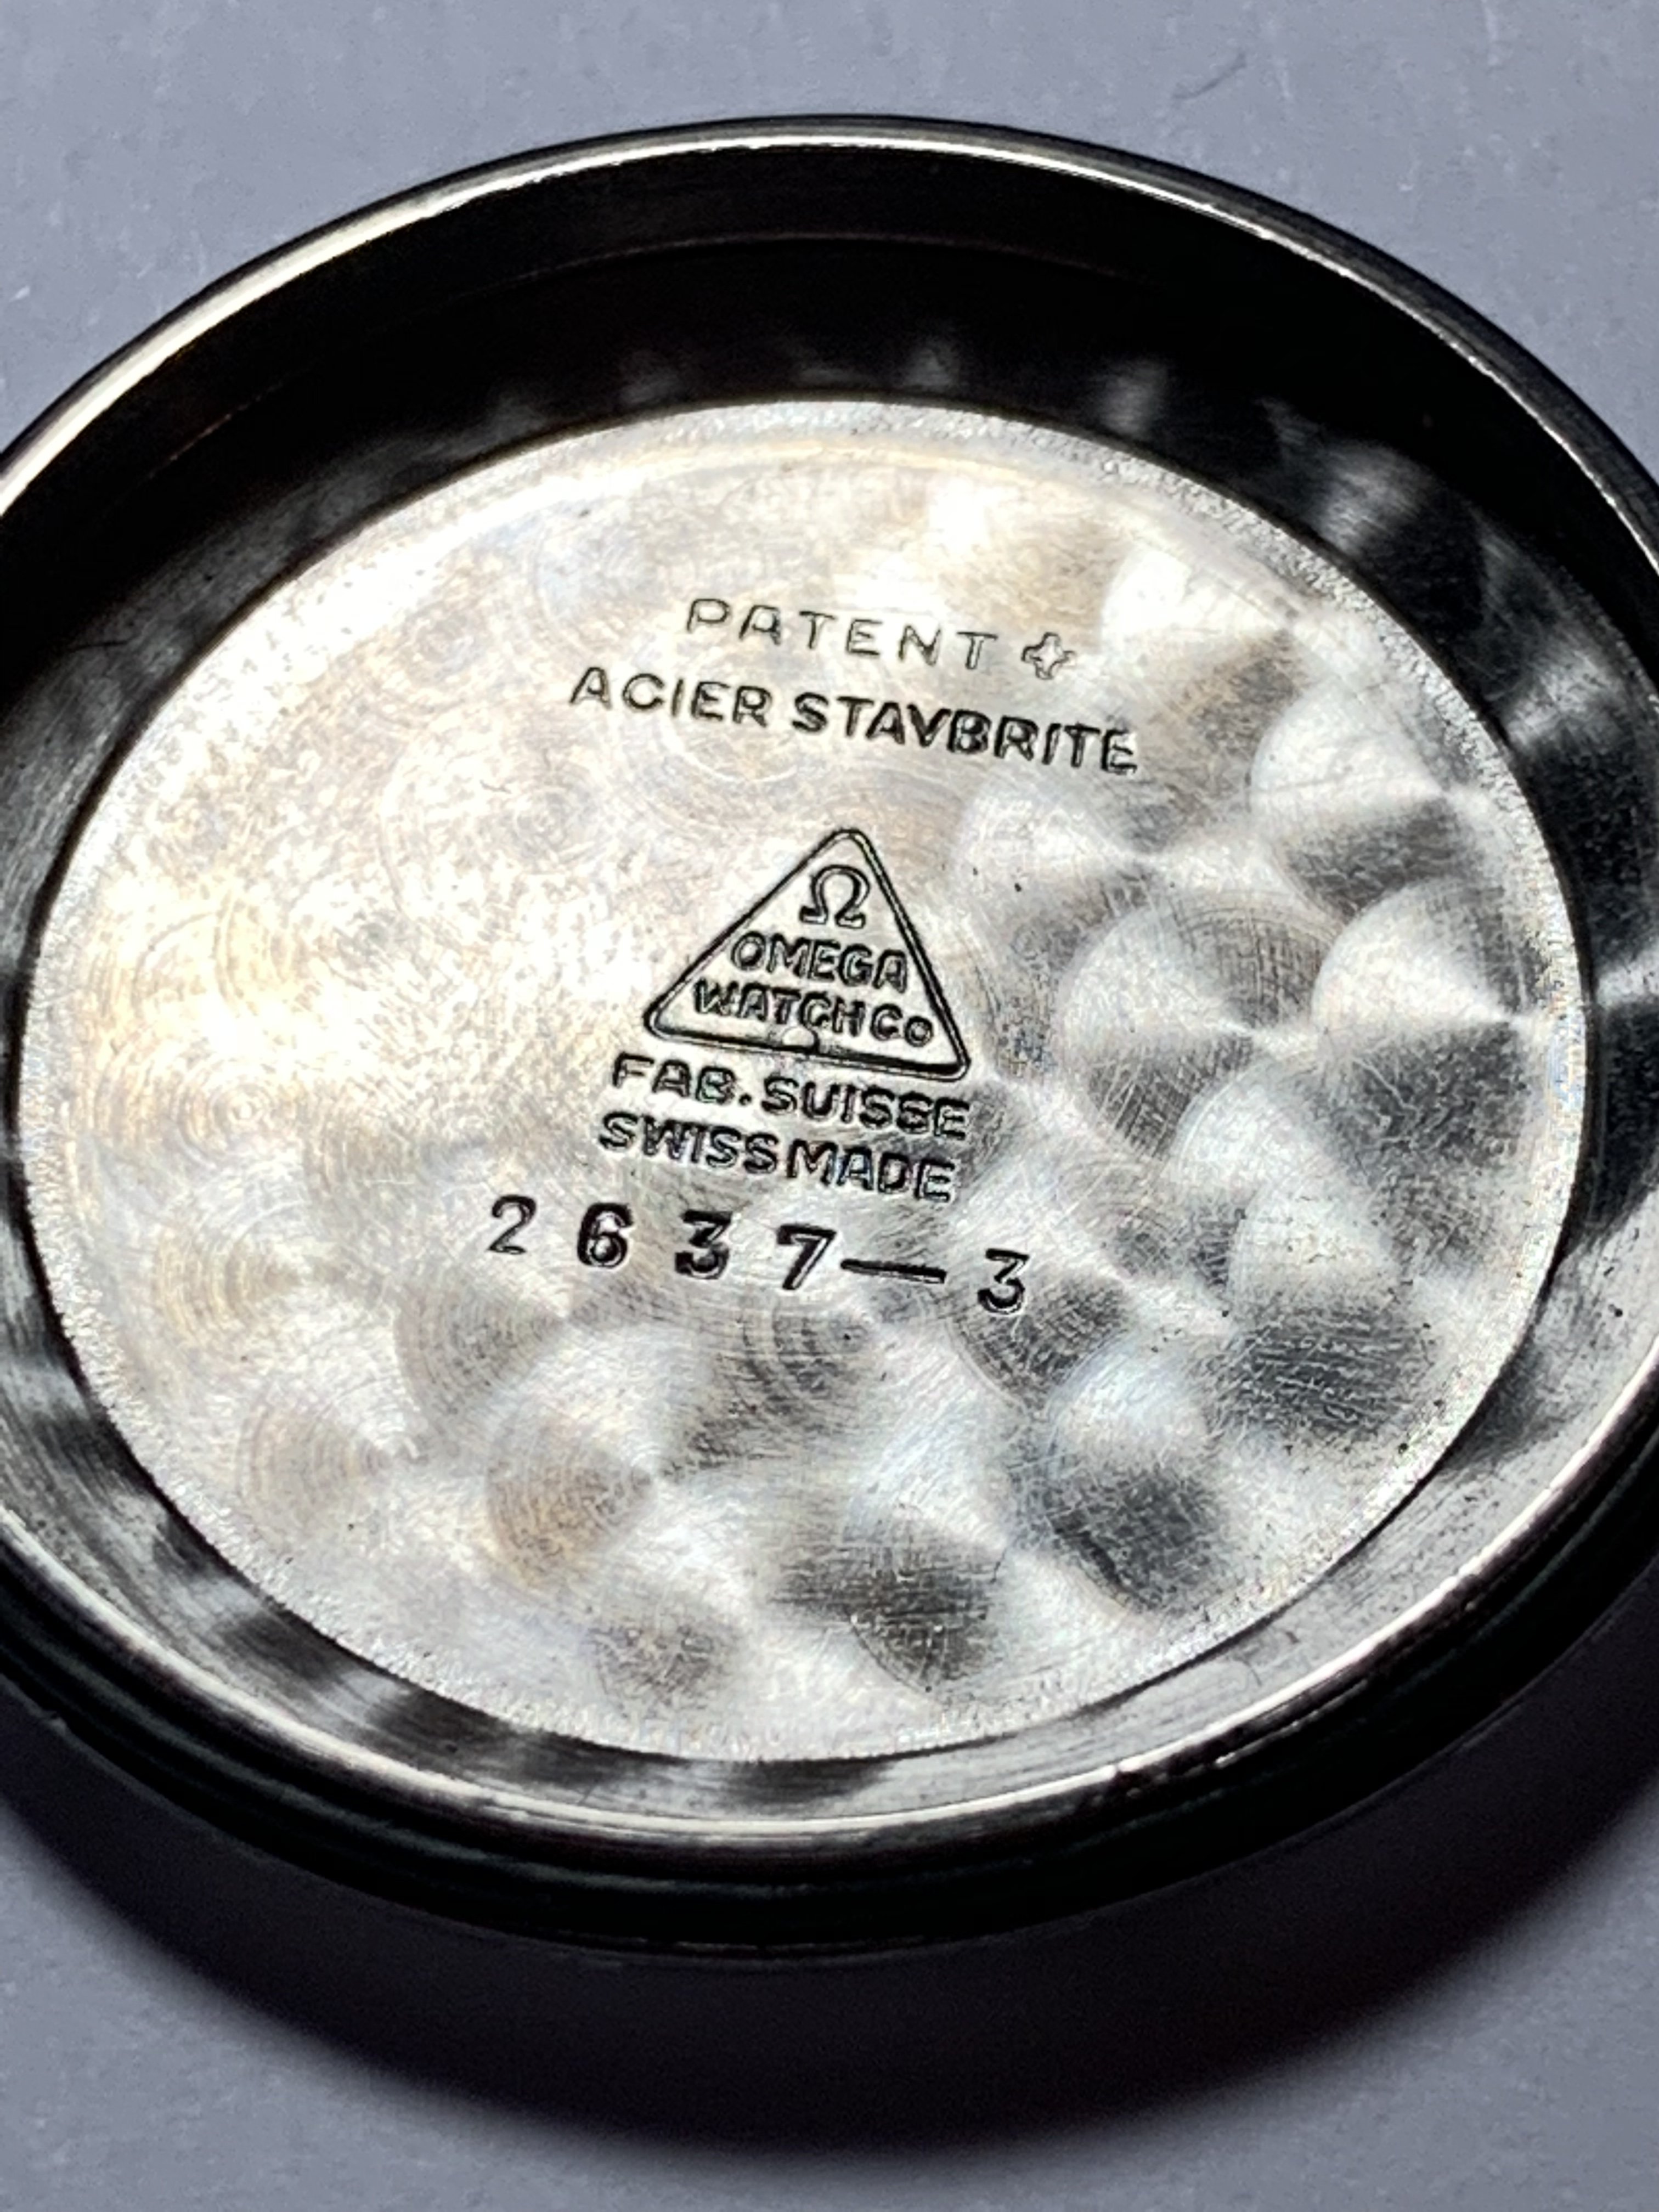 PATENT ✚
ACIER STAYBRITE
Ω
OMEGA
WATCH Co
FAB. SUISSE
SWISS MADE
2637—3